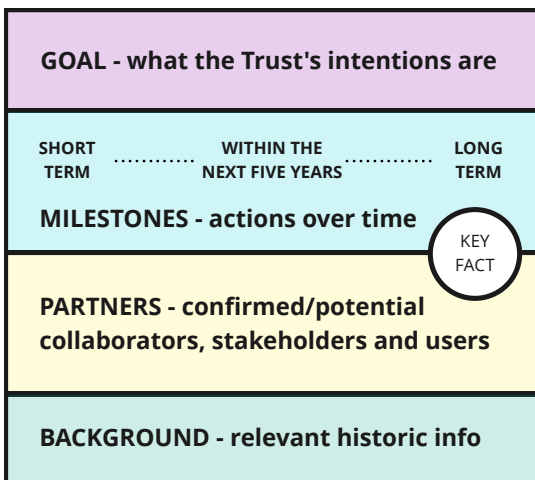 GOAL - what the Trust's intentions are
SHORT TERM ............ WITHIN THE NEXT FIVE YEARS ............. LONG TERM
MILESTONES - actions over time
KEY FACT
PARTNERS - confirmed/potential
collaborators, stakeholders and users
BACKGROUND - relevant historic info